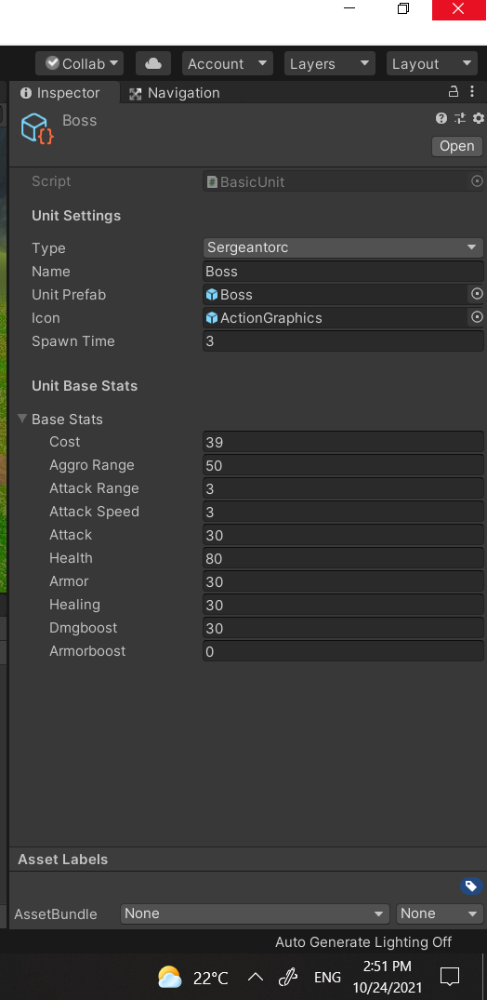 Collab
Account
Layers
Layout
Inspector
Navigation
Boss
Open
Script
BasicUnit
Unit Settings
Type
Sergeantorc
Name
Boss
Unit Prefab
Boss
Icon
ActionGraphics
Spawn Time
3
Unit Base Stats
Base Stats
Cost
39
Aggro Range
50
Attack Range
3
Attack Speed
3
Attack
30
Health
80
Armor
30
Healing
30
Dmgboost
30
Armorboost
0
Asset Labels
AssetBundle
None
None
Auto Generate Lighting Off
22°C
ENG
2:51 PM
10/24/2021